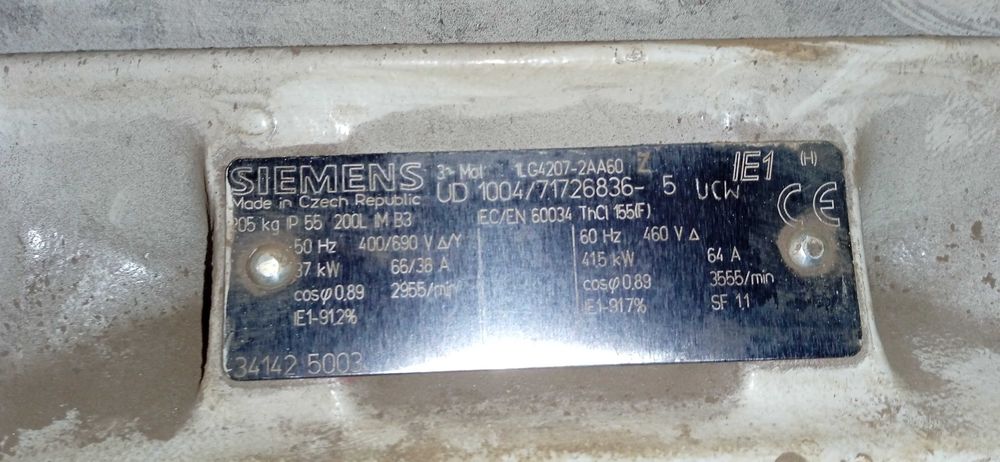 SIEMENS 3~ Mot 1LG4207-2AA60 Z IE1 (H)
Made in Czech Republic UD 1004/71726836- 5 UCW CE
205 kg IP 55 200L IM B3 IEC/EN 60034 ThCl 155(F)
50 Hz 400/690 V Δ/Y 60 Hz 460 V Δ
37 kW 66/38 A 41.5 kW 64 A
cosφ 0,89 2955/min cosφ 0,89 3555/min
IE1-91,2% IE1-91,7% SF 1.1
34142 5003